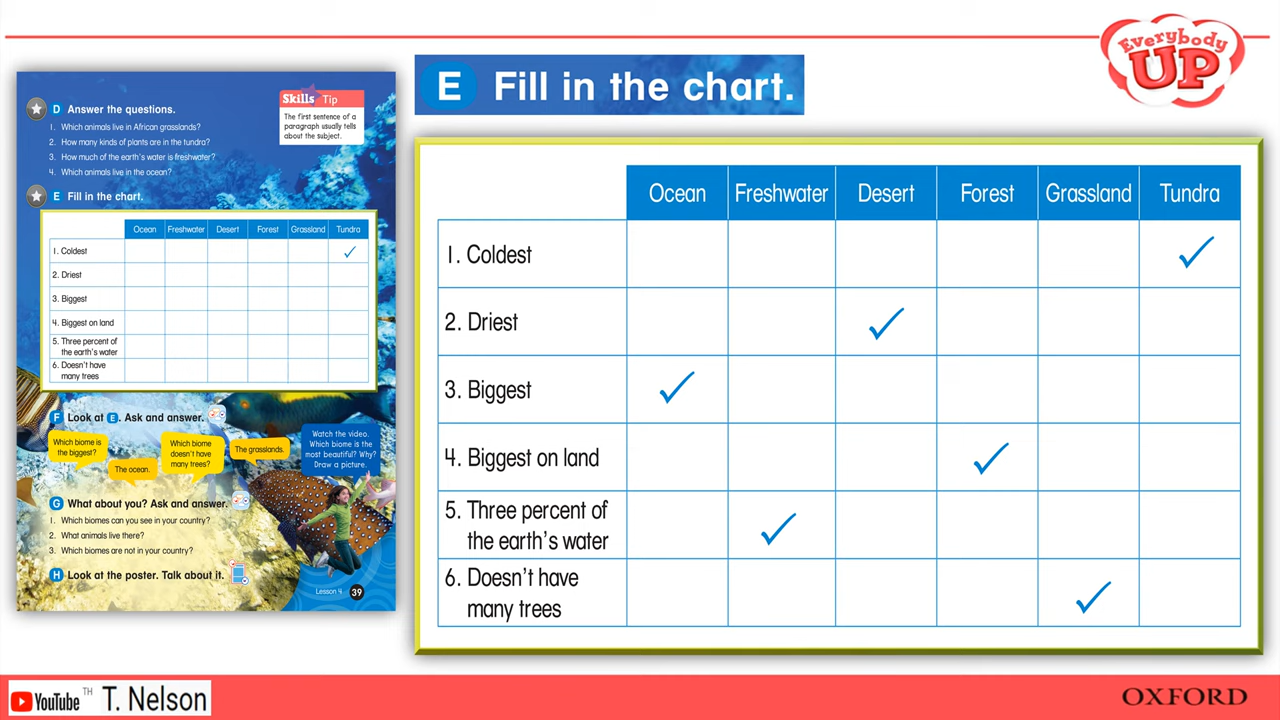 Everybody
UP
E Fill in the chart.
D Answer the questions.
1. Which animals live in African grasslands?
2. How many kinds of plants are in the tundra?
3. How much of the earth's water is freshwater?
4. Which animals live in the ocean?
Skills Tip
The first sentence of a
paragraph usually tells
about the subject.
E Fill in the chart.
Ocean Freshwater Desert Forest Grassland Tundra
1. Coldest ✓
2. Driest
3. Biggest
4. Biggest on land
5. Three percent of
the earth's water
6. Doesn't have
many trees
F Look at E. Ask and answer.
Which biome is
the biggest?
The ocean.
Which biome
doesn't have
many trees?
The grasslands.
Watch the video.
Which biome is the
most beautiful? Why?
Draw a picture.
G What about you? Ask and answer.
1. Which biomes can you see in your country?
2. What animals live there?
3. Which biomes are not in your country?
H Look at the poster. Talk about it.
Lesson 4 39
Ocean Freshwater Desert Forest Grassland Tundra
1. Coldest ✓
2. Driest ✓
3. Biggest ✓
4. Biggest on land ✓
5. Three percent of
the earth's water ✓
6. Doesn't have
many trees ✓
YouTube TH T. Nelson
OXFORD